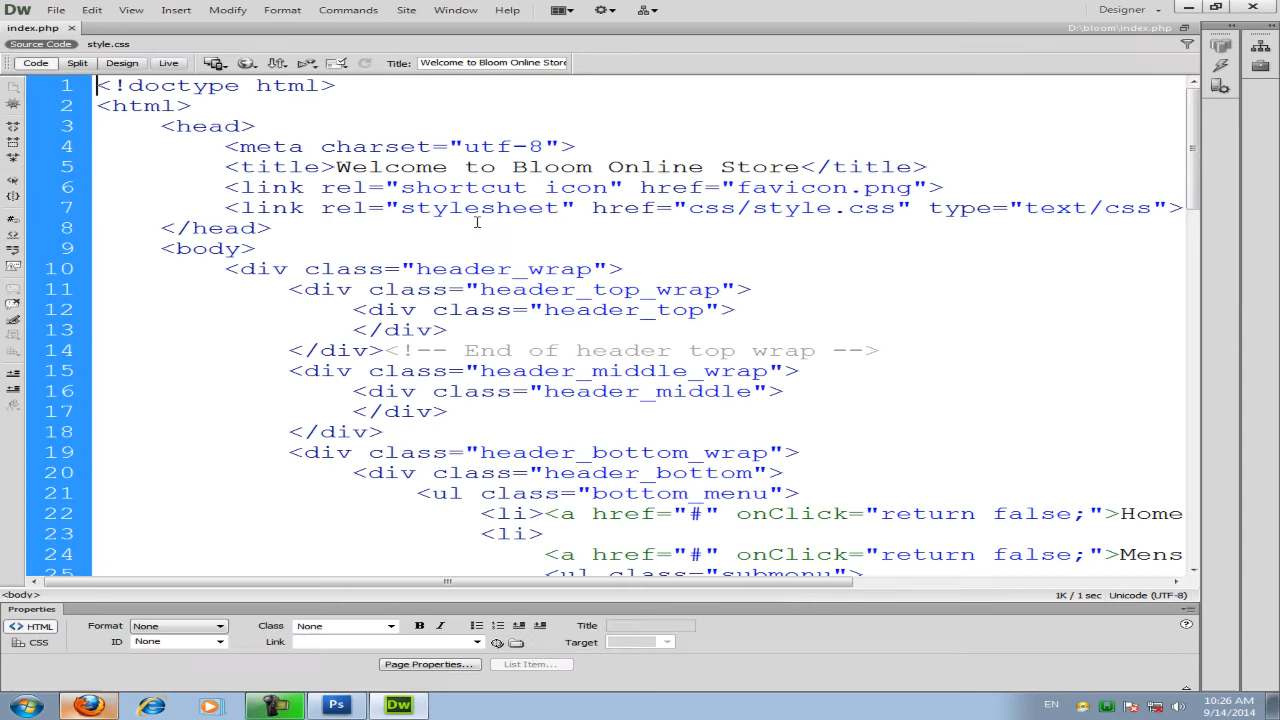 Dw File Edit View Insert Modify Format Commands Site Window Help Designer
index.php × D:\bloom\index.php
Source Code style.css
Code Split Design Live Title: Welcome to Bloom Online Store
1 <!doctype html>
2 <html>
3 <head>
4 <meta charset="utf-8">
5 <title>Welcome to Bloom Online Store</title>
6 <link rel="shortcut icon" href="favicon.png">
7 <link rel="stylesheet" href="css/style.css" type="text/css">
8 </head>
9 <body>
10 <div class="header_wrap">
11 <div class="header_top_wrap">
12 <div class="header_top">
13 </div>
14 </div><!-- End of header top wrap -->
15 <div class="header_middle_wrap">
16 <div class="header_middle">
17 </div>
18 </div>
19 <div class="header_bottom_wrap">
20 <div class="header_bottom">
21 <ul class="bottom_menu">
22 <li><a href="#" onClick="return false;">Home
23 <li>
24 <a href="#" onClick="return false;">Mens
25 <ul class="submenu">
<body> 1K / 1 sec Unicode (UTF-8)
Properties
<> HTML Format None Class None B I Title
CSS ID None Link Target
Page Properties... List Item...
Ps Dw EN 10:26 AM
9/14/2014